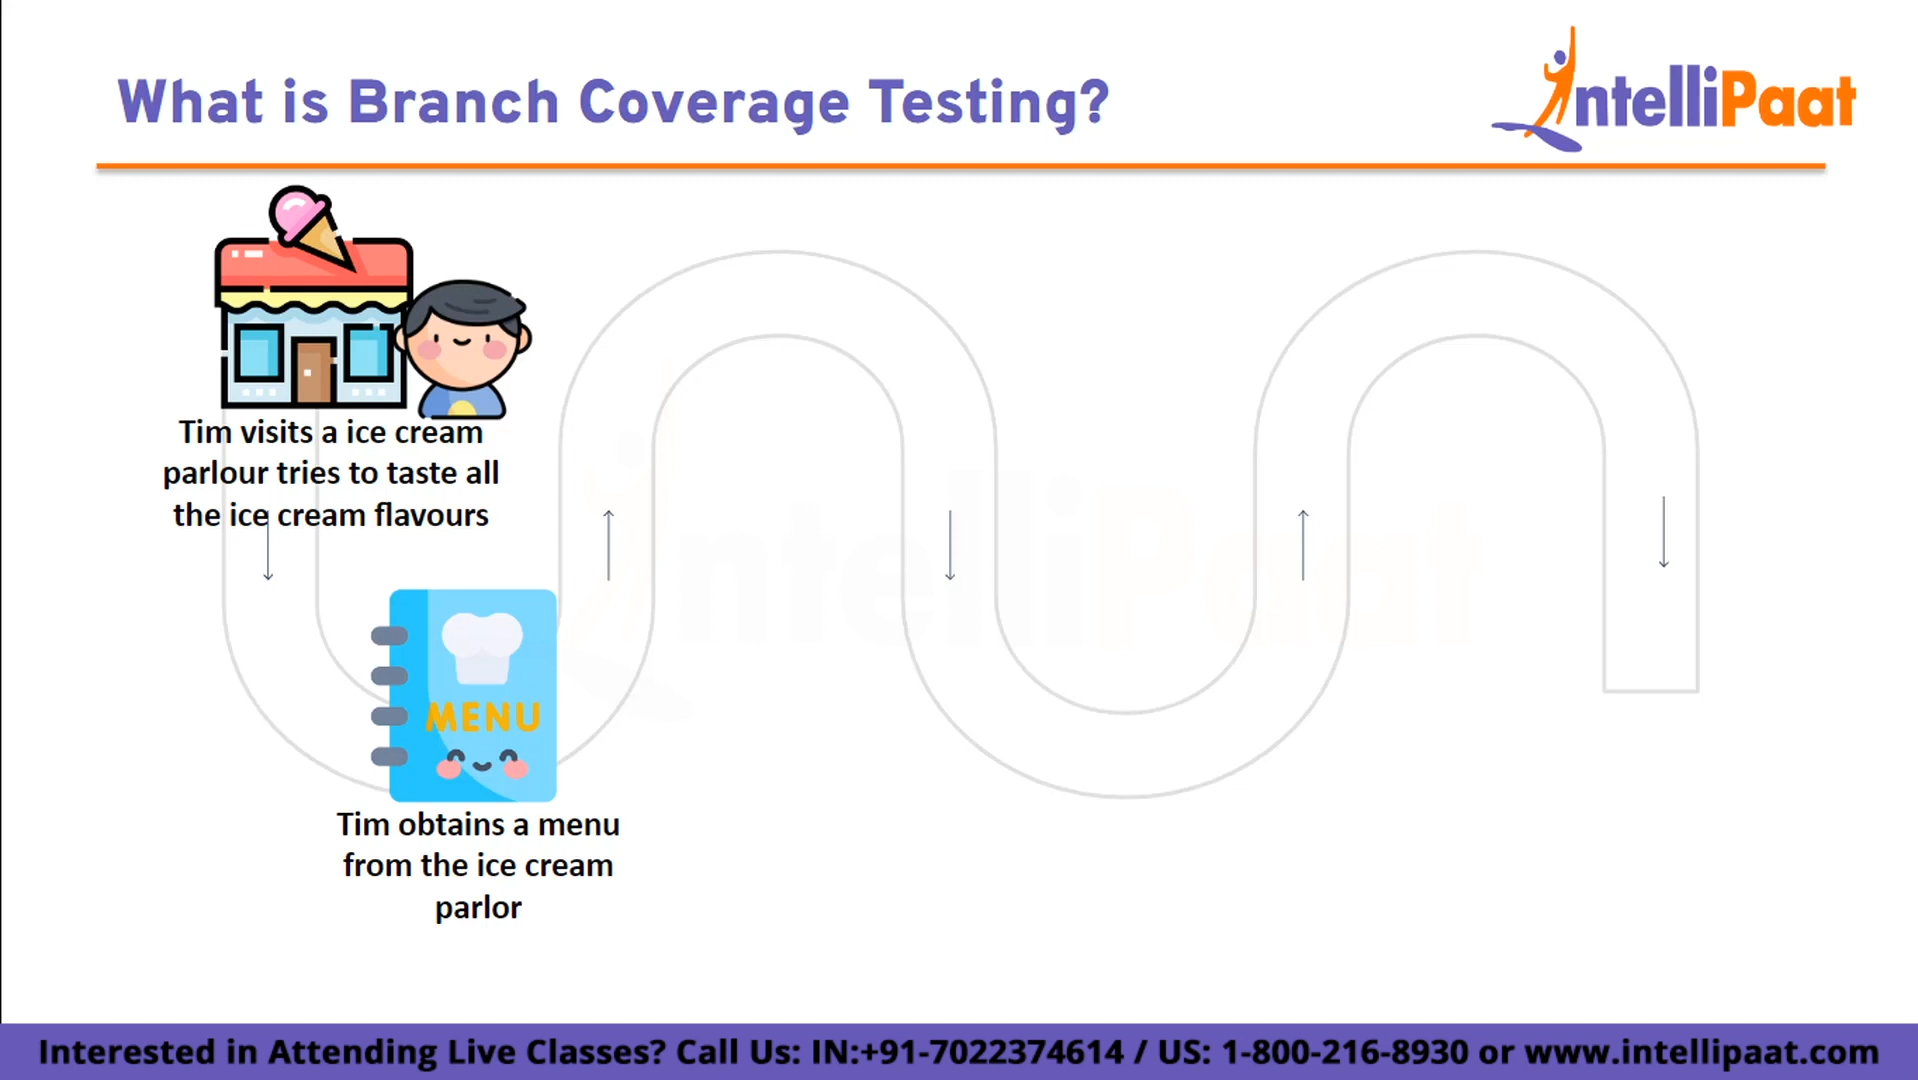 What is Branch Coverage Testing?
IntelliPaat
Tim visits a ice cream
parlour tries to taste all
the ice cream flavours
MENU
Tim obtains a menu
from the ice cream
parlor
IntelliPaat
Interested in Attending Live Classes? Call Us: IN:+91-7022374614 / US: 1-800-216-8930 or www.intellipaat.com